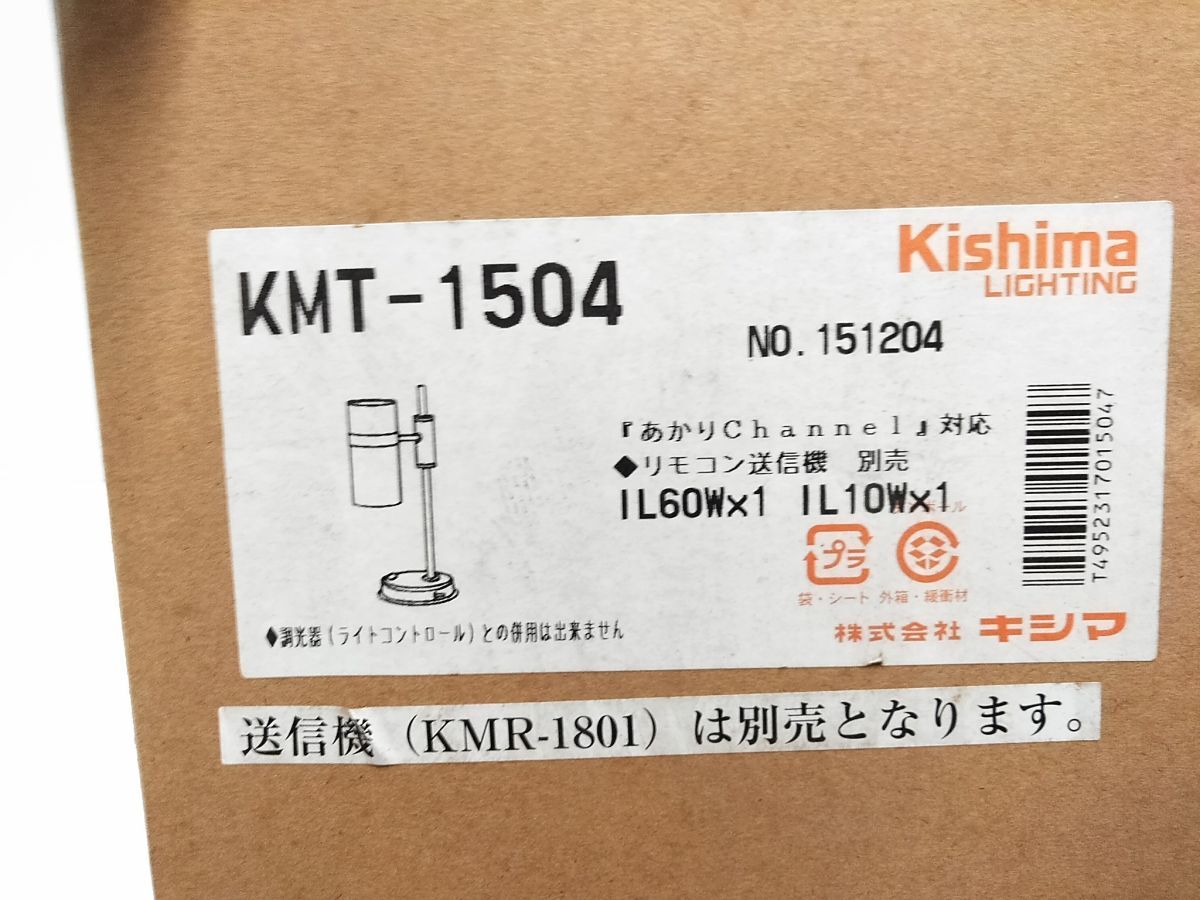 Kishima
LIGHTING
KMT-1504
NO. 151204
『あかりChannel』対応
◆リモコン送信機 別売
IL60W×1 IL10W×1
プラ
袋・シート 外箱・緩衝材
T4952317015047
◆調光器(ライトコントロール)との併用は出来ません
株式会社 キシマ
送信機(KMR-1801)は別売となります。